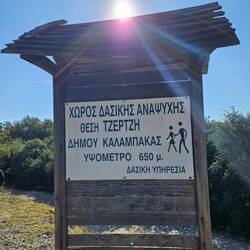 ΧΩΡΟΣ ΔΑΣΙΚΗΣ ΑΝΑΨΥΧΗΣ
ΘΕΣΗ ΤΖΕΡΤΖΗ
ΔΗΜΟΥ ΚΑΛΑΜΠΑΚΑΣ
ΥΨΟΜΕΤΡΟ 650 μ.
ΔΑΣΙΚΗ ΥΠΗΡΕΣΙΑ